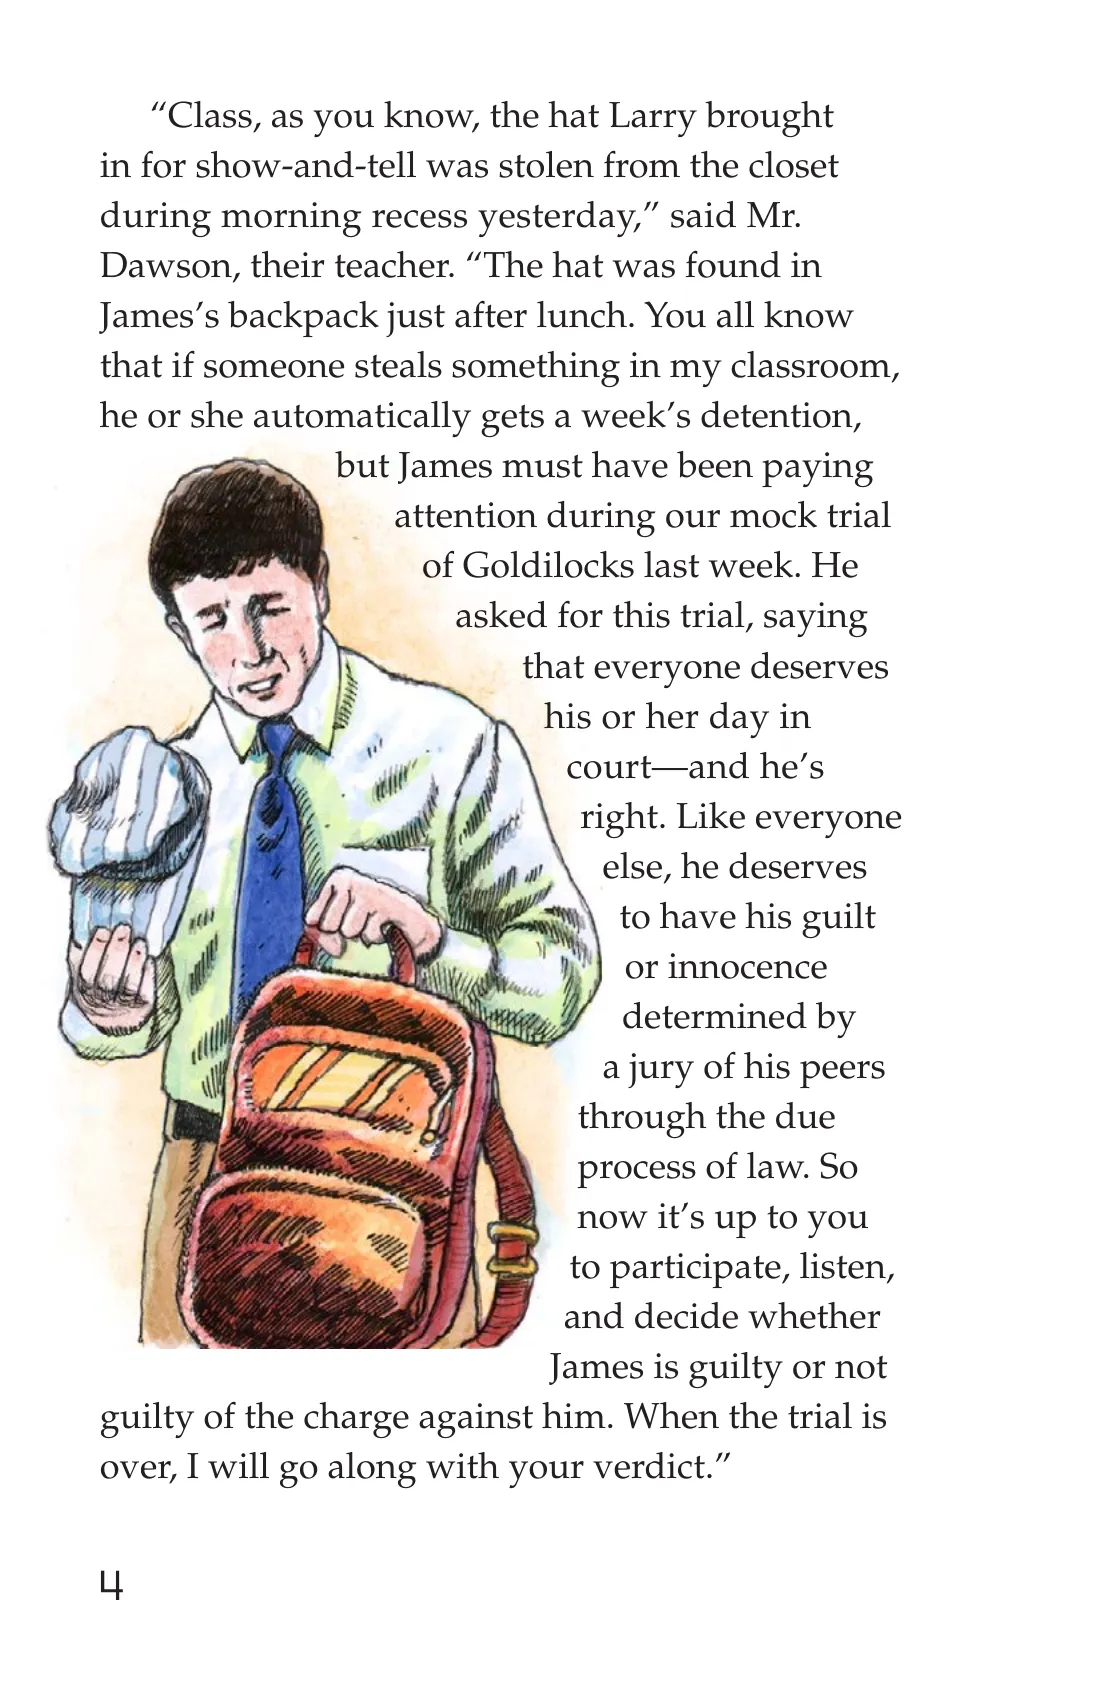 “Class, as you know, the hat Larry brought
in for show-and-tell was stolen from the closet
during morning recess yesterday,” said Mr.
Dawson, their teacher. “The hat was found in
James’s backpack just after lunch. You all know
that if someone steals something in my classroom,
he or she automatically gets a week’s detention,
but James must have been paying
attention during our mock trial
of Goldilocks last week. He
asked for this trial, saying
that everyone deserves
his or her day in
court—and he’s
right. Like everyone
else, he deserves
to have his guilt
or innocence
determined by
a jury of his peers
through the due
process of law. So
now it’s up to you
to participate, listen,
and decide whether
James is guilty or not
guilty of the charge against him. When the trial is
over, I will go along with your verdict.”
4